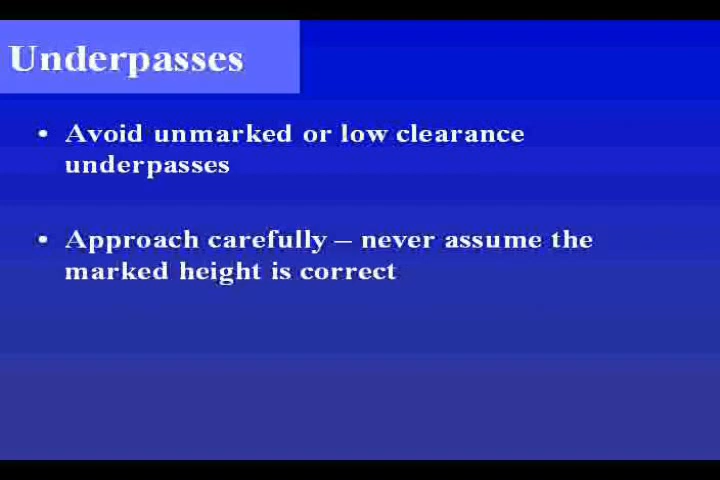 Underpasses
• Avoid unmarked or low clearance
underpasses
• Approach carefully – never assume the
marked height is correct